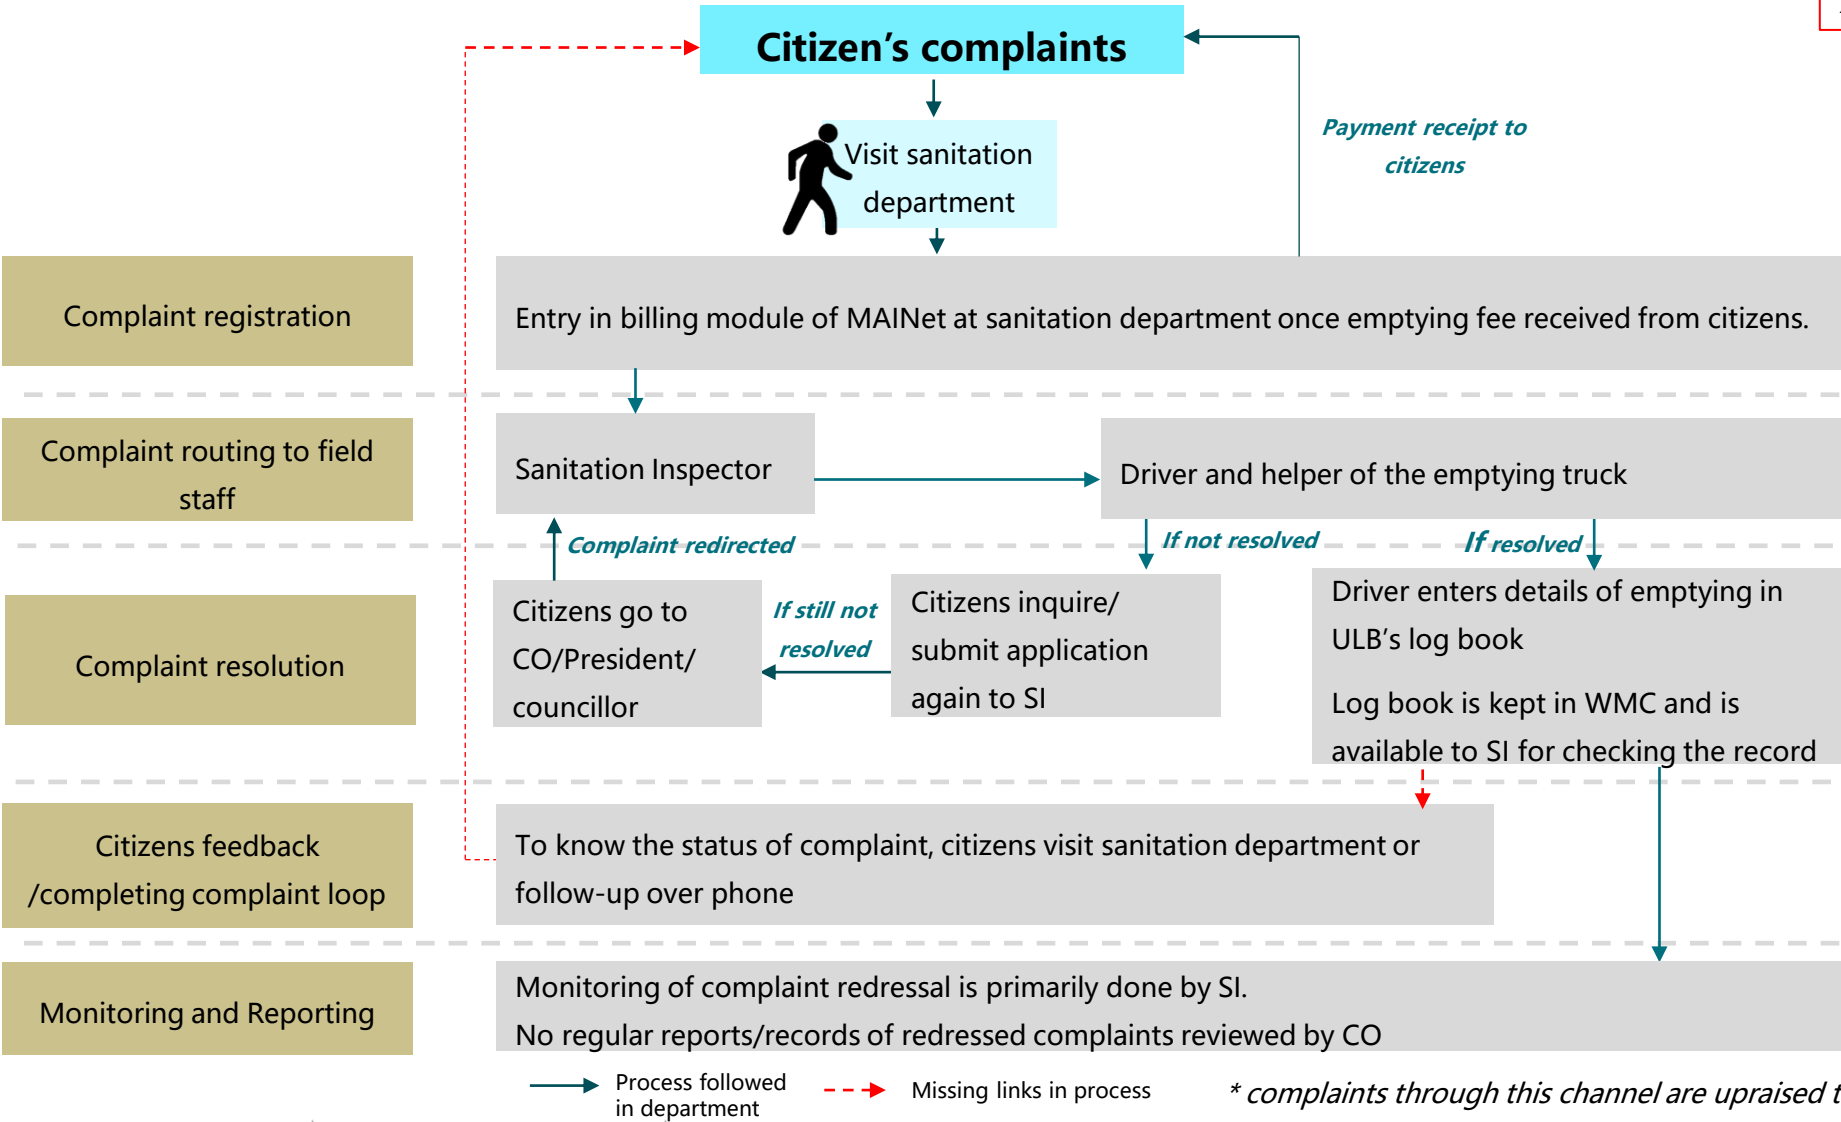 Citizen’s complaints
Visit sanitation
department
Payment receipt to
citizens
Complaint registration
Entry in billing module of MAINet at sanitation department once emptying fee received from citizens.
Complaint routing to field
staff
Sanitation Inspector
Driver and helper of the emptying truck
Complaint redirected
If not resolved
If resolved
Complaint resolution
Citizens go to
CO/President/
councillor
If still not
resolved
Citizens inquire/
submit application
again to SI
Driver enters details of emptying in
ULB’s log book
Log book is kept in WMC and is
available to SI for checking the record
Citizens feedback
/completing complaint loop
To know the status of complaint, citizens visit sanitation department or
follow-up over phone
Monitoring and Reporting
Monitoring of complaint redressal is primarily done by SI.
No regular reports/records of redressed complaints reviewed by CO
Process followed
in department
Missing links in process
* complaints through this channel are upraised t